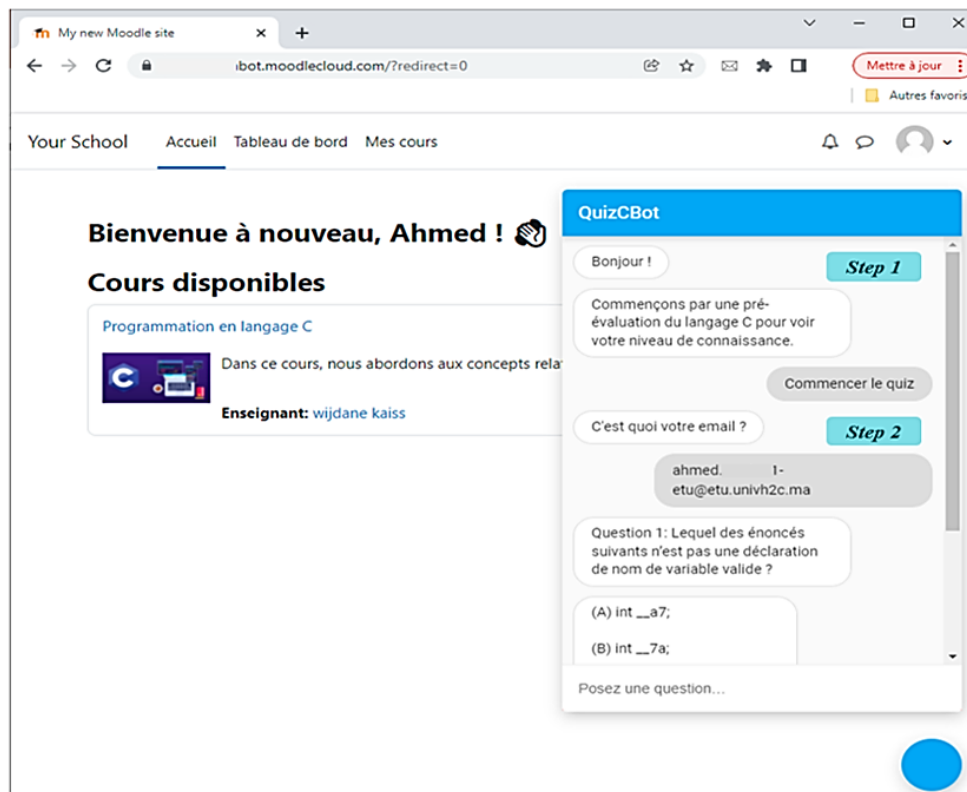 My new Moodle site
ıbot.moodlecloud.com/?redirect=0
Mettre à jour
Autres favoris
Your School
Accueil
Tableau de bord
Mes cours
Bienvenue à nouveau, Ahmed !
Cours disponibles
Programmation en langage C
C
Dans ce cours, nous abordons aux concepts rela
Enseignant: wijdane kaiss
QuizCBot
Bonjour !
Step 1
Commençons par une pré-
évaluation du langage C pour voir
votre niveau de connaissance.
Commencer le quiz
C'est quoi votre email ?
Step 2
ahmed. 1-
etu@etu.univh2c.ma
Question 1: Lequel des énoncés
suivants n'est pas une déclaration
de nom de variable valide ?
(A) int __a7;
(B) int __7a;
Posez une question...